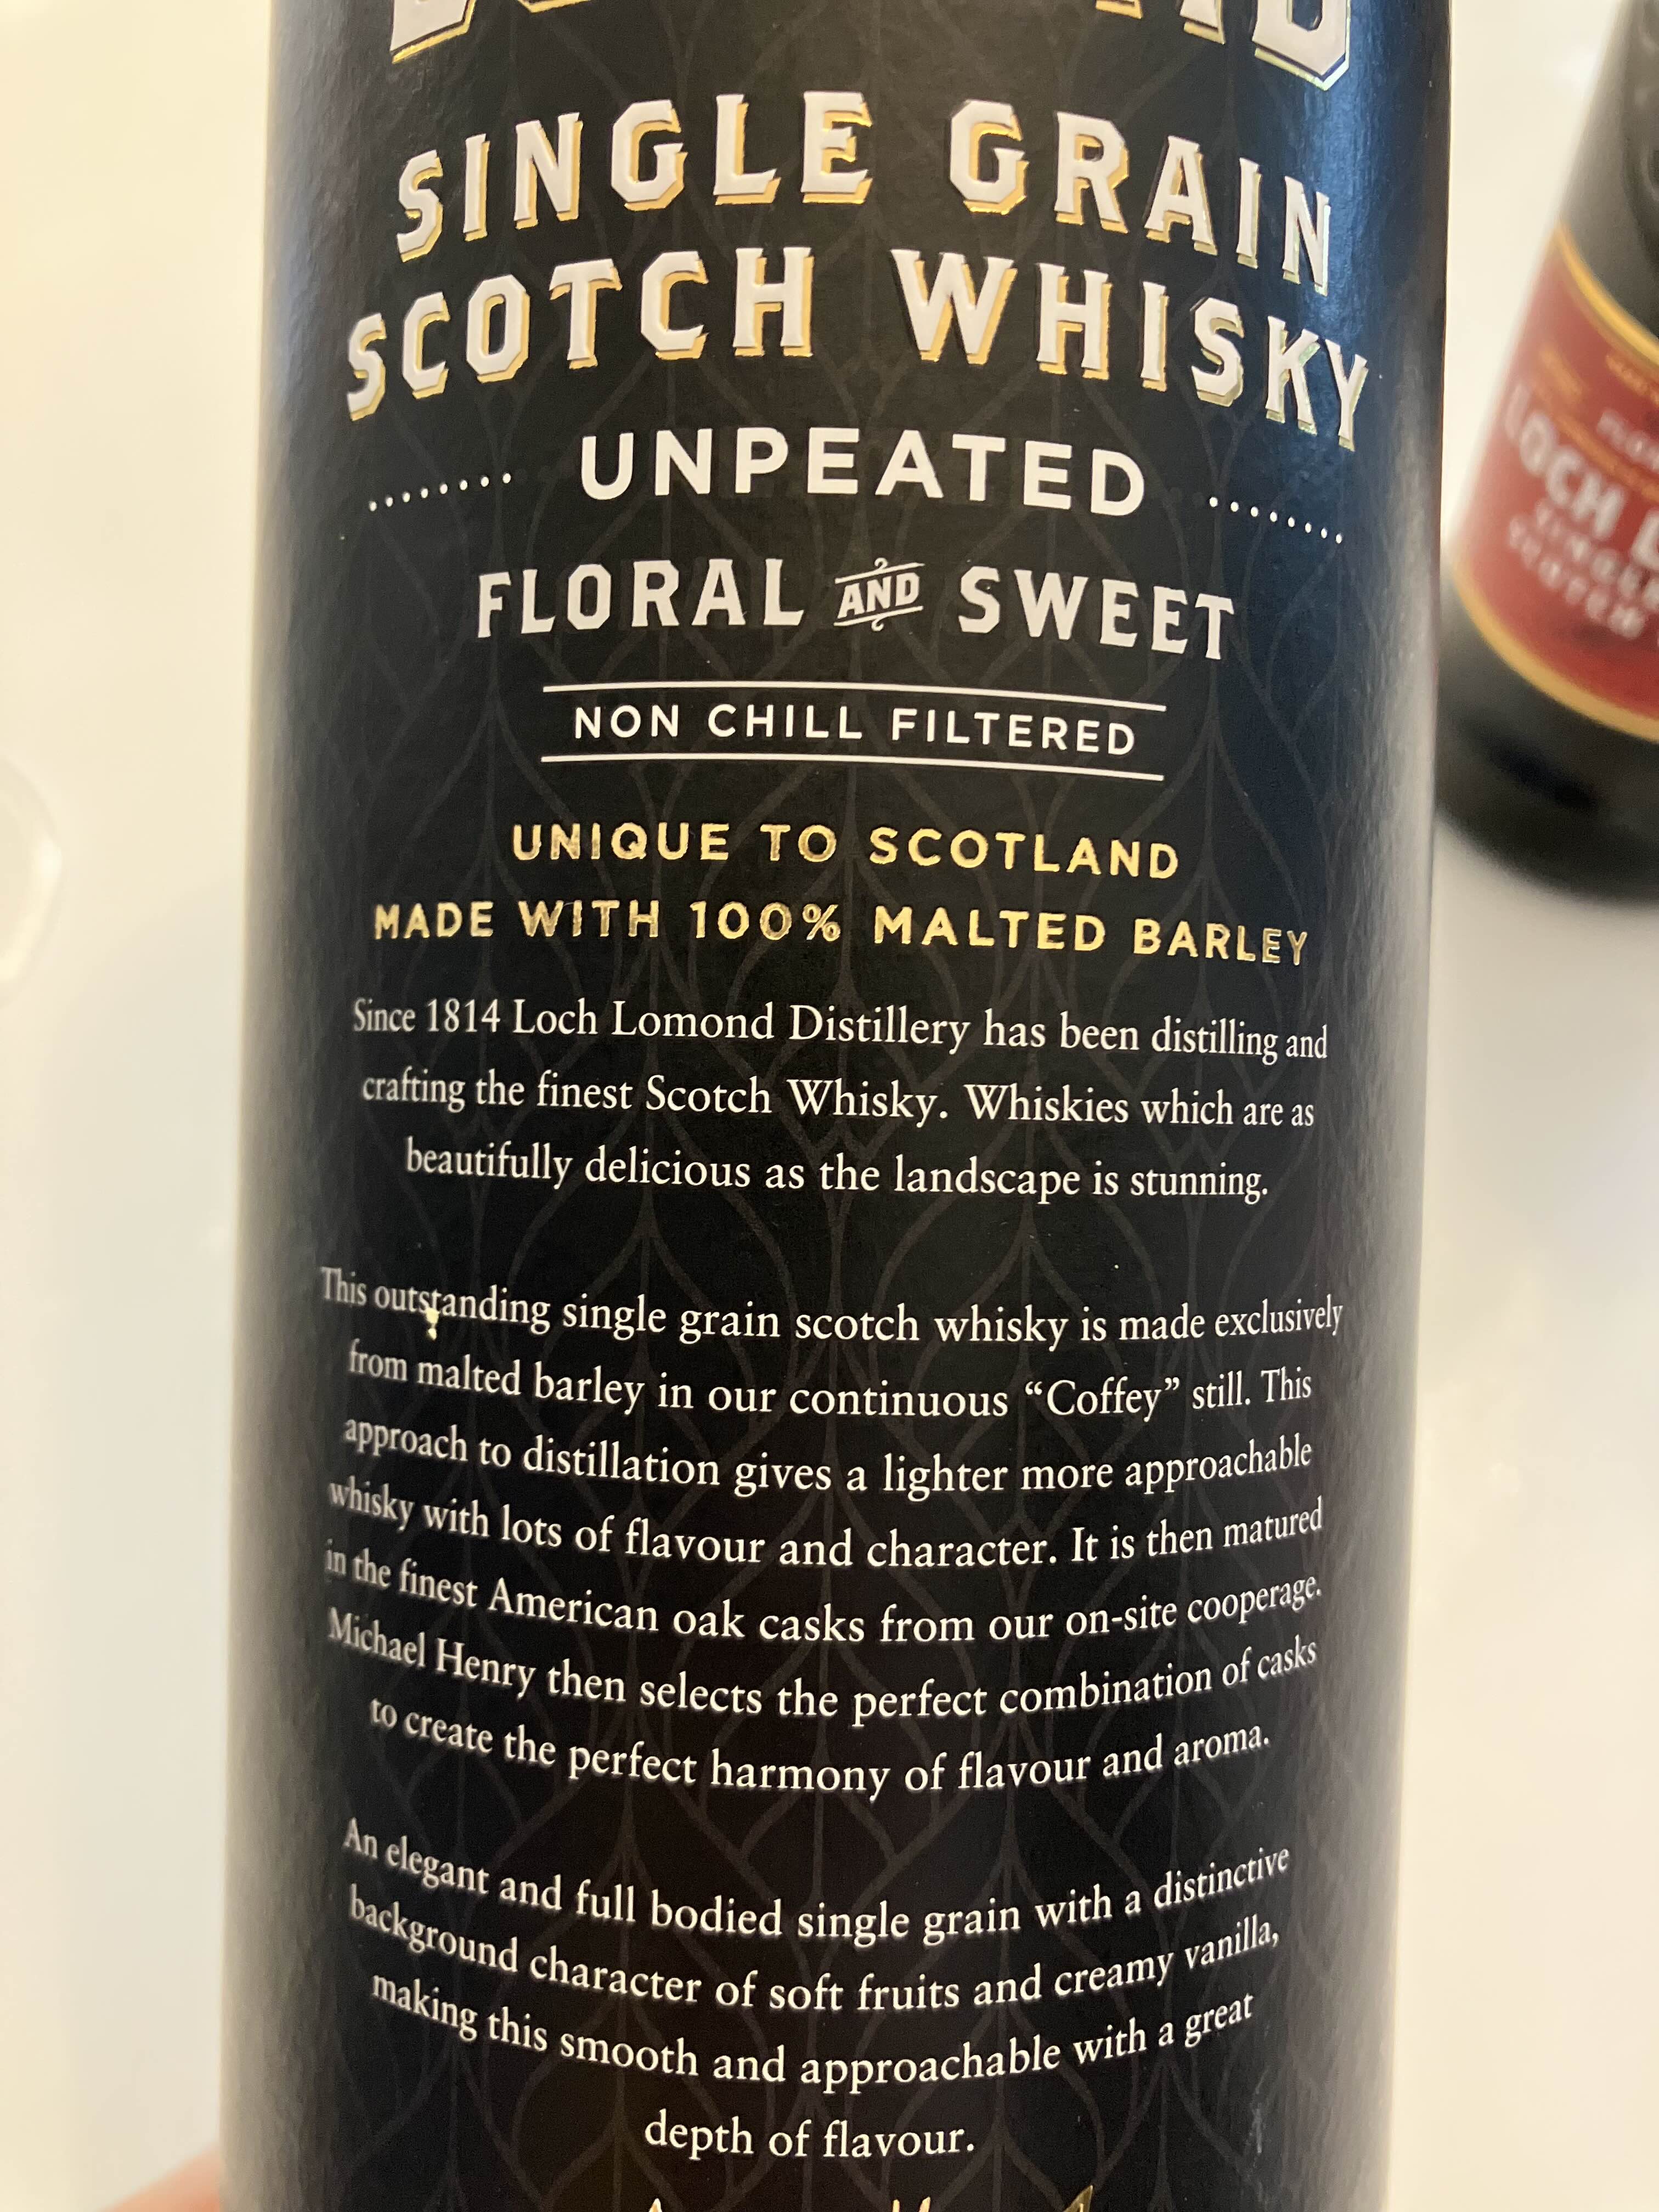 SINGLE GRAIN
SCOTCH WHISKY
UNPEATED
FLORAL AND SWEET
NON CHILL FILTERED
UNIQUE TO SCOTLAND
MADE WITH 100% MALTED BARLEY
Since 1814 Loch Lomond Distillery has been distilling and
crafting the finest Scotch Whisky. Whiskies which are as
beautifully delicious as the landscape is stunning.
This outstanding single grain scotch whisky is made exclusively
from malted barley in our continuous “Coffey” still. This
approach to distillation gives a lighter more approachable
whisky with lots of flavour and character. It is then matured
in the finest American oak casks from our on-site cooperage.
Michael Henry then selects the perfect combination of casks
to create the perfect harmony of flavour and aroma.
An elegant and full bodied single grain with a distinctive
background character of soft fruits and creamy vanilla,
making this smooth and approachable with a great
depth of flavour.
LOCH